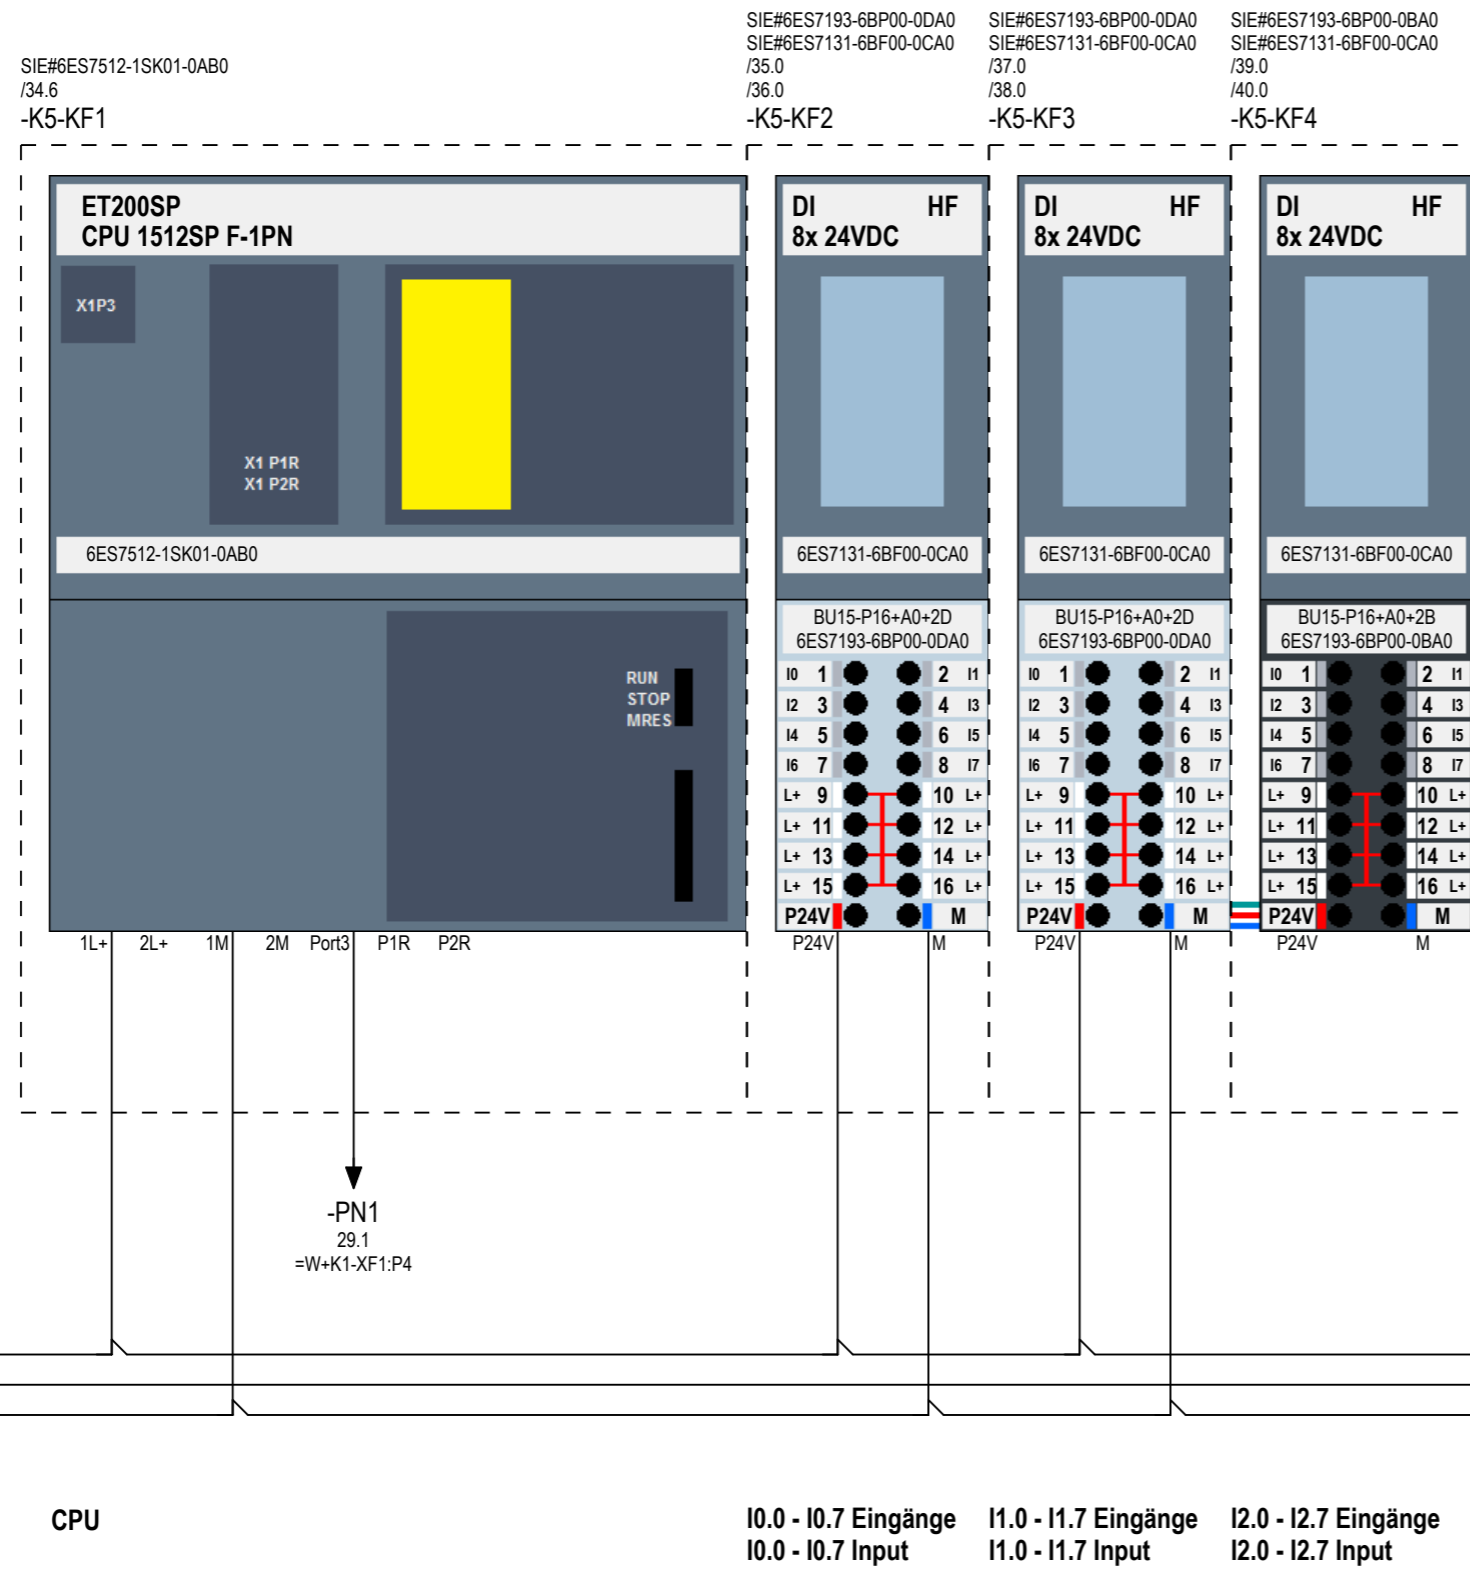 SIE#6ES7512-1SK01-0AB0
/34.6
-K5-KF1
SIE#6ES7193-6BP00-0DA0
SIE#6ES7131-6BF00-0CA0
/35.0
/36.0
-K5-KF2
SIE#6ES7193-6BP00-0DA0
SIE#6ES7131-6BF00-0CA0
/37.0
/38.0
-K5-KF3
SIE#6ES7193-6BP00-0BA0
SIE#6ES7131-6BF00-0CA0
/39.0
/40.0
-K5-KF4
ET200SP
CPU 1512SP F-1PN
X1P3
X1 P1R
X1 P2R
6ES7512-1SK01-0AB0
RUN
STOP
MRES
1L+ 2L+ 1M 2M Port3 P1R P2R
-PN1
29.1
=W+K1-XF1:P4
DI HF
8x 24VDC
6ES7131-6BF00-0CA0
BU15-P16+A0+2D
6ES7193-6BP00-0DA0
I0 1 2 I1
I2 3 4 I3
I4 5 6 I5
I6 7 8 I7
L+ 9 10 L+
L+ 11 12 L+
L+ 13 14 L+
L+ 15 16 L+
P24V M
P24V M
DI HF
8x 24VDC
6ES7131-6BF00-0CA0
BU15-P16+A0+2D
6ES7193-6BP00-0DA0
I0 1 2 I1
I2 3 4 I3
I4 5 6 I5
I6 7 8 I7
L+ 9 10 L+
L+ 11 12 L+
L+ 13 14 L+
L+ 15 16 L+
P24V M
P24V M
DI HF
8x 24VDC
6ES7131-6BF00-0CA0
BU15-P16+A0+2B
6ES7193-6BP00-0BA0
I0 1 2 I1
I2 3 4 I3
I4 5 6 I5
I6 7 8 I7
L+ 9 10 L+
L+ 11 12 L+
L+ 13 14 L+
L+ 15 16 L+
P24V M
P24V M
CPU
I0.0 - I0.7 Eingänge
I0.0 - I0.7 Input
I1.0 - I1.7 Eingänge
I1.0 - I1.7 Input
I2.0 - I2.7 Eingänge
I2.0 - I2.7 Input